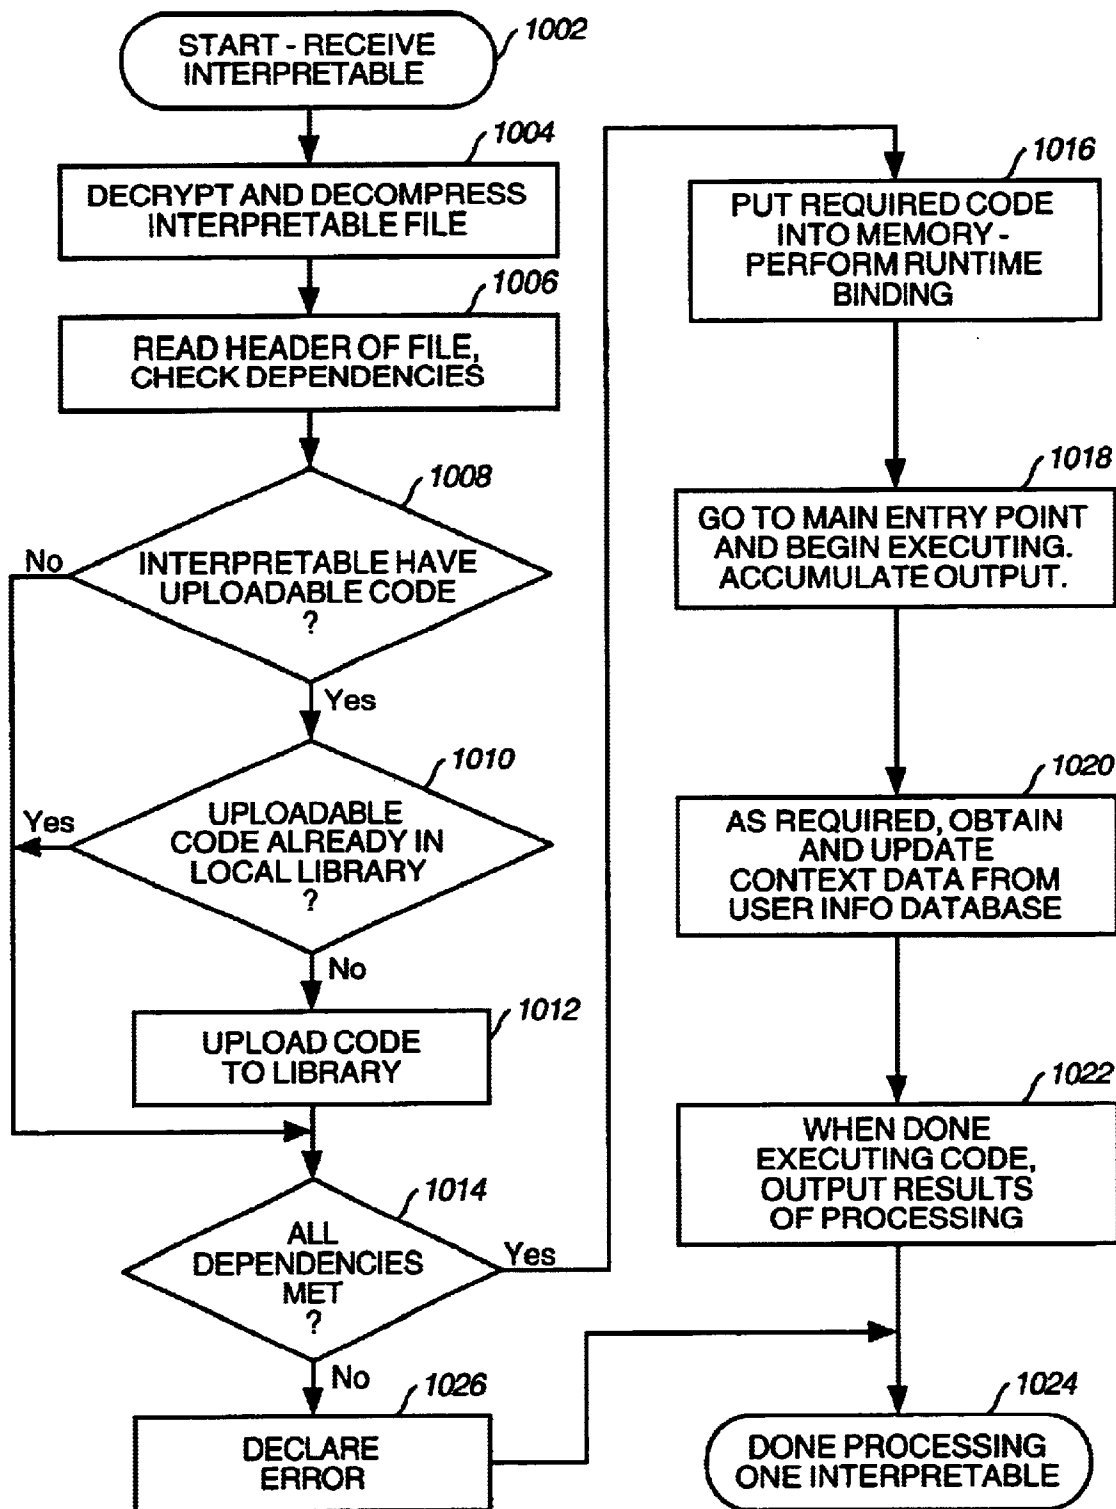 START - RECEIVE
INTERPRETABLE
1002
DECRYPT AND DECOMPRESS
INTERPRETABLE FILE
1004
READ HEADER OF FILE,
CHECK DEPENDENCIES
1006
INTERPRETABLE HAVE
UPLOADABLE CODE
?
1008
No
Yes
UPLOADABLE
CODE ALREADY IN
LOCAL LIBRARY
?
1010
Yes
No
UPLOAD CODE
TO LIBRARY
1012
ALL
DEPENDENCIES
MET
?
1014
Yes
No
DECLARE
ERROR
1026
PUT REQUIRED CODE
INTO MEMORY -
PERFORM RUNTIME
BINDING
1016
GO TO MAIN ENTRY POINT
AND BEGIN EXECUTING.
ACCUMULATE OUTPUT.
1018
AS REQUIRED, OBTAIN
AND UPDATE
CONTEXT DATA FROM
USER INFO DATABASE
1020
WHEN DONE
EXECUTING CODE,
OUTPUT RESULTS
OF PROCESSING
1022
DONE PROCESSING
ONE INTERPRETABLE
1024